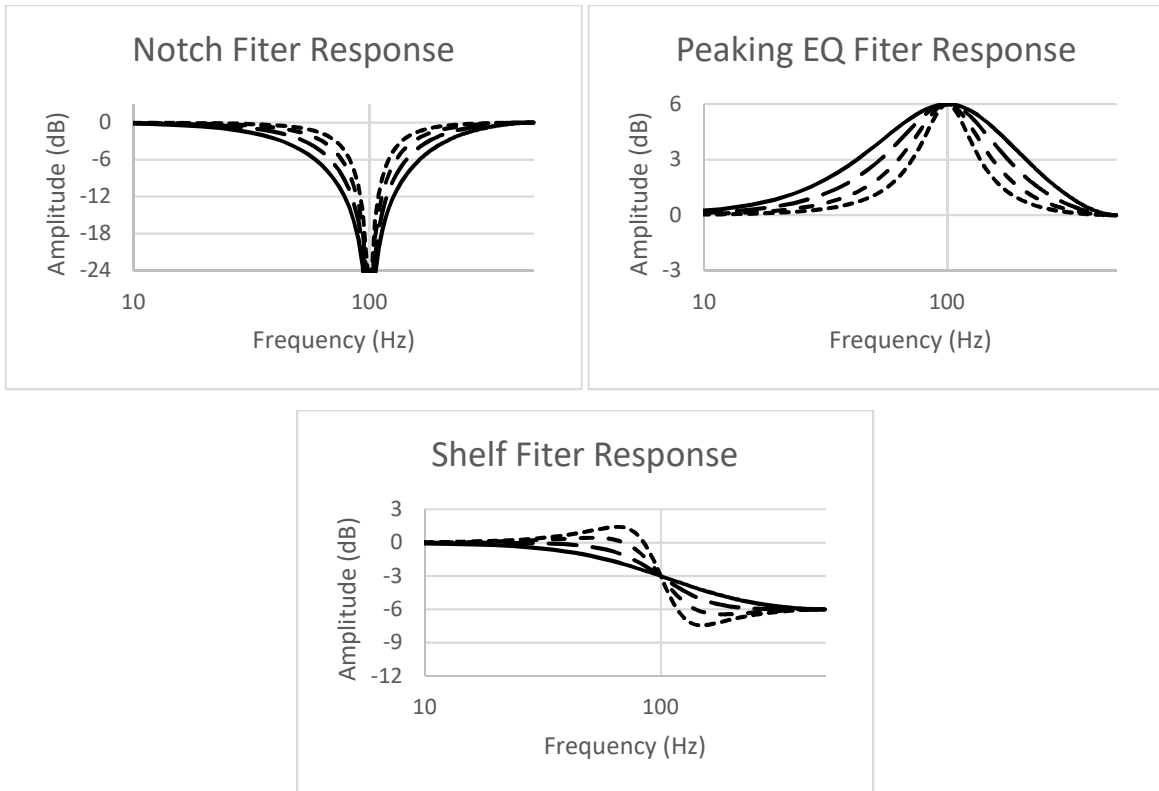 Notch Fiter Response
Amplitude (dB)
0
-6
-12
-18
-24
10
100
Frequency (Hz)
Peaking EQ Fiter Response
Amplitude (dB)
6
3
0
-3
10
100
Frequency (Hz)
Shelf Fiter Response
Amplitude (dB)
3
0
-3
-6
-9
-12
10
100
Frequency (Hz)